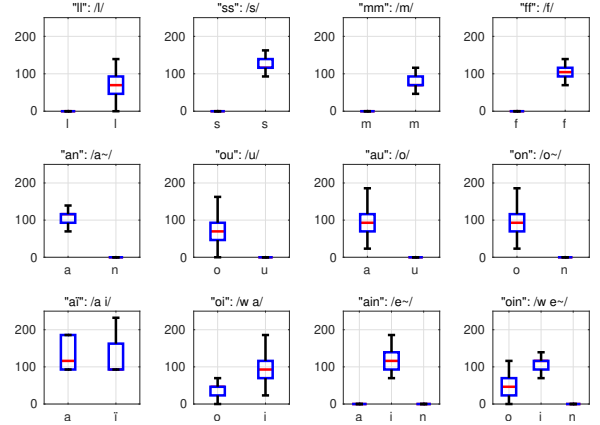 "ll": /l/
200
100
0
l l
"ss": /s/
200
100
0
s s
"mm": /m/
200
100
0
m m
"ff": /f/
200
100
0
f f
"an": /a~/
200
100
0
a n
"ou": /u/
200
100
0
o u
"au": /o/
200
100
0
a u
"on": /o~/
200
100
0
o n
"aï": /a i/
200
100
0
a ï
"oi": /w a/
200
100
0
o i
"ain": /e~/
200
100
0
a i n
"oin": /w e~/
200
100
0
o i n